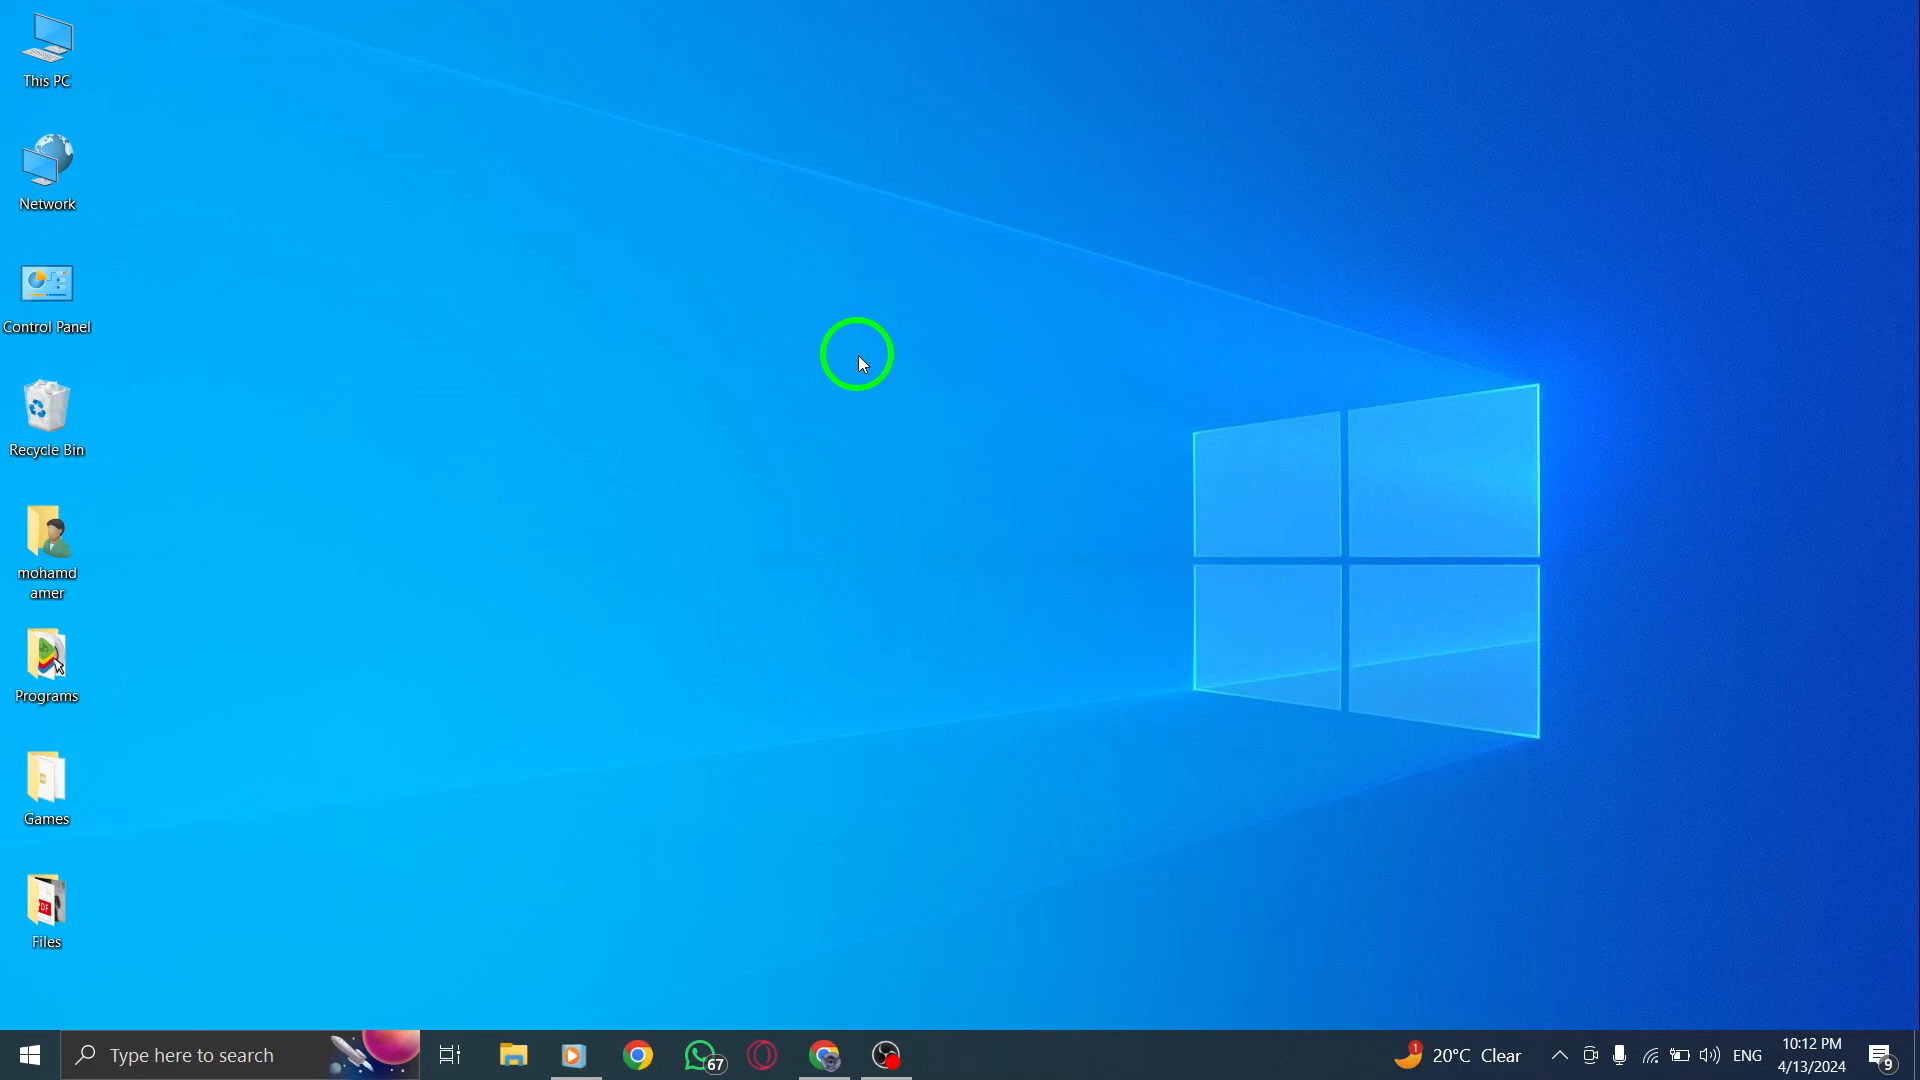 This PC
Network
Control Panel
Recycle Bin
mohamd
amer
Programs
Games
PDF
Files
Type here to search
67
1
20°C Clear
ENG
10:12 PM
4/13/2024
9